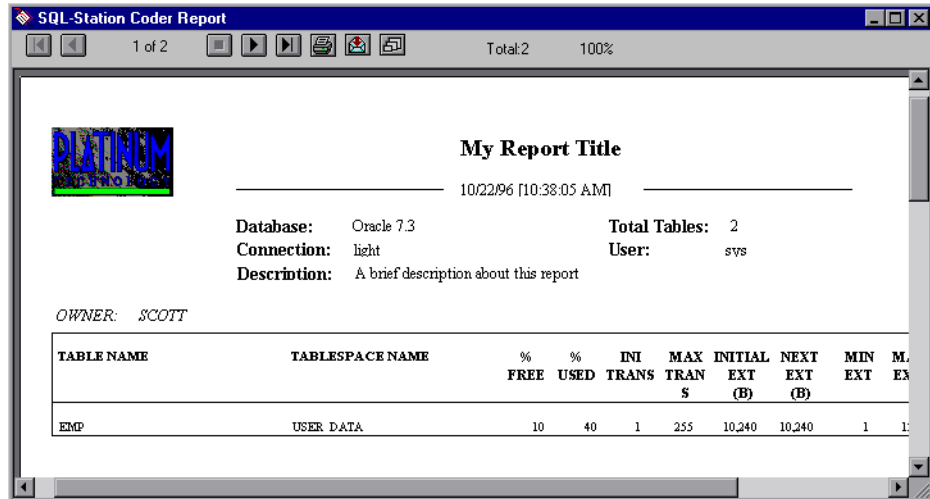 SQL-Station Coder Report
1 of 2 Total:2 100%
PLATINUM
TECHNOLOGY
My Report Title
10/22/96 [10:38:05 AM]
Database: Oracle 7.3 Total Tables: 2
Connection: light User: sys
Description: A brief description about this report
OWNER: SCOTT
TABLE NAME TABLESPACE NAME % % INI MAX INITIAL NEXT MIN
FREE USED TRANS TRAN EXT EXT EXT
S (B) (B)
EMP USER DATA 10 40 1 255 10,240 10,240 1